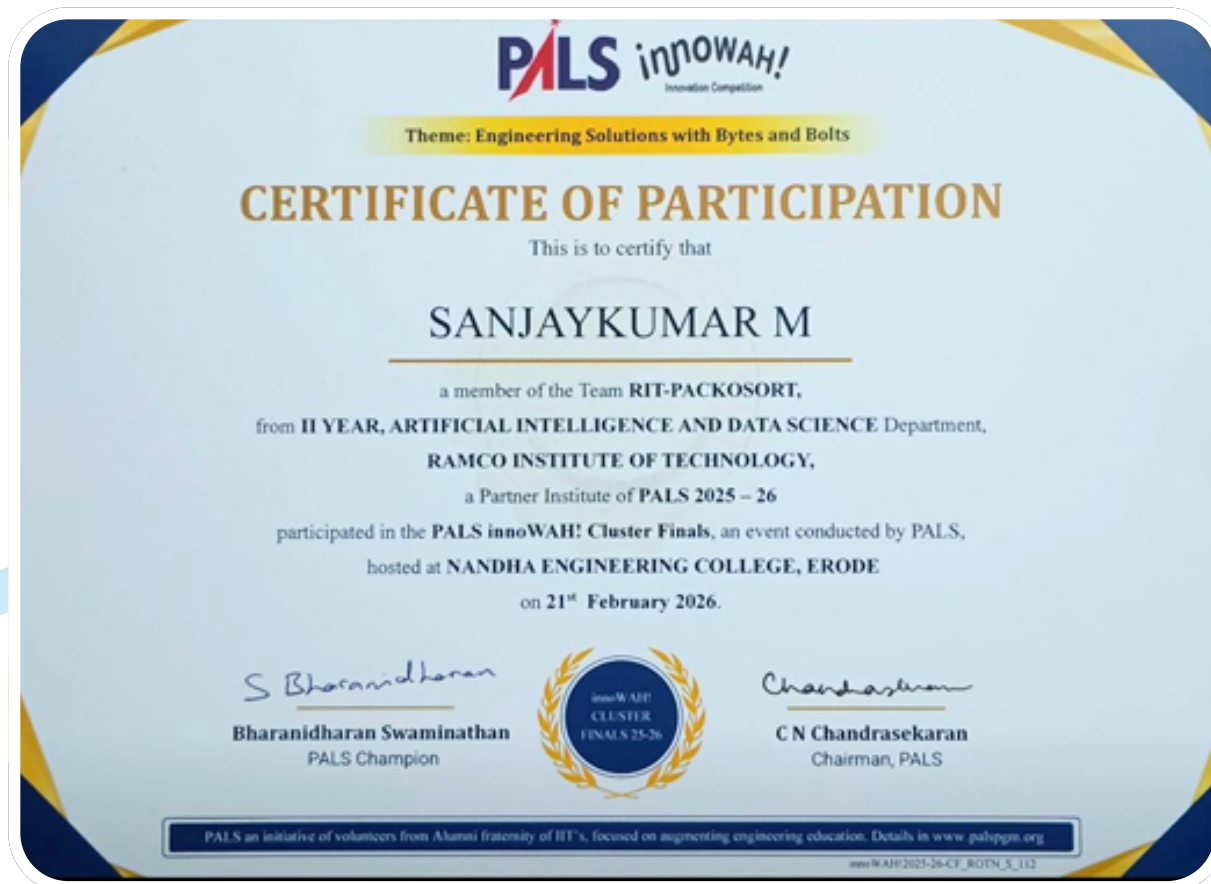 PALS innOWAH!
Innovation Competition
Theme: Engineering Solutions with Bytes and Bolts
CERTIFICATE OF PARTICIPATION
This is to certify that
SANJAYKUMAR M
a member of the Team RIT-PACKOSORT,
from II YEAR, ARTIFICIAL INTELLIGENCE AND DATA SCIENCE Department,
RAMCO INSTITUTE OF TECHNOLOGY,
a Partner Institute of PALS 2025 – 26
participated in the PALS innoWAH! Cluster Finals, an event conducted by PALS,
hosted at NANDHA ENGINEERING COLLEGE, ERODE
on 21st February 2026.
S Bharanidharan
Chandrasekaran
innoWAH!
CLUSTER
FINALS 25-26
Bharanidharan Swaminathan
PALS Champion
C N Chandrasekaran
Chairman, PALS
PALS an initiative of volunteers from Alumni fraternity of IIT's, focused on augmenting engineering education. Details in www.palspgm.org
innoWAH!2025-26-CF_ROTN_S_112